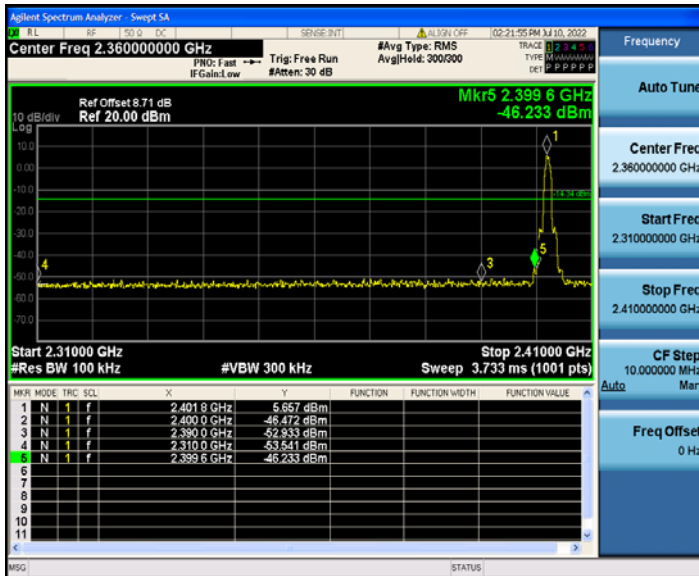 Agilent Spectrum Analyzer - Swept SA
RL RF 50 Ω DC SENSE:INT ALIGN OFF 02:21:55 PM Jul 10, 2022
Center Freq 2.360000000 GHz
PNO: Fast
IFGain:Low
Trig: Free Run
#Atten: 30 dB
#Avg Type: RMS
Avg|Hold: 300/300
TRACE 1 2 3 4 5 6
TYPE MWWWWW
DET P P P P P P
Ref Offset 8.71 dB
10 dB/div Ref 20.00 dBm
Log
Mkr5 2.399 6 GHz
-46.233 dBm
10.0
0.00
-10.0
-20.0
-30.0
-40.0
-50.0
-60.0
-70.0
1
-14.34 dBm
4
3
5
Start 2.31000 GHz Stop 2.41000 GHz
#Res BW 100 kHz #VBW 300 kHz Sweep 3.733 ms (1001 pts)
MKR MODE TRC SCL X Y FUNCTION FUNCTION WIDTH FUNCTION VALUE
1 N 1 f 2.401 8 GHz 5.657 dBm
2 N 1 f 2.400 0 GHz -46.472 dBm
3 N 1 f 2.390 0 GHz -52.933 dBm
4 N 1 f 2.310 0 GHz -53.541 dBm
5 N 1 f 2.399 6 GHz -46.233 dBm
6
7
8
9
10
11
MSG STATUS
Frequency
Auto Tune
Center Freq
2.360000000 GHz
Start Freq
2.310000000 GHz
Stop Freq
2.410000000 GHz
CF Step
10.000000 MHz
Auto Man
Freq Offset
0 Hz